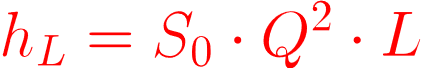 h_L = S_0 · Q^2 · L